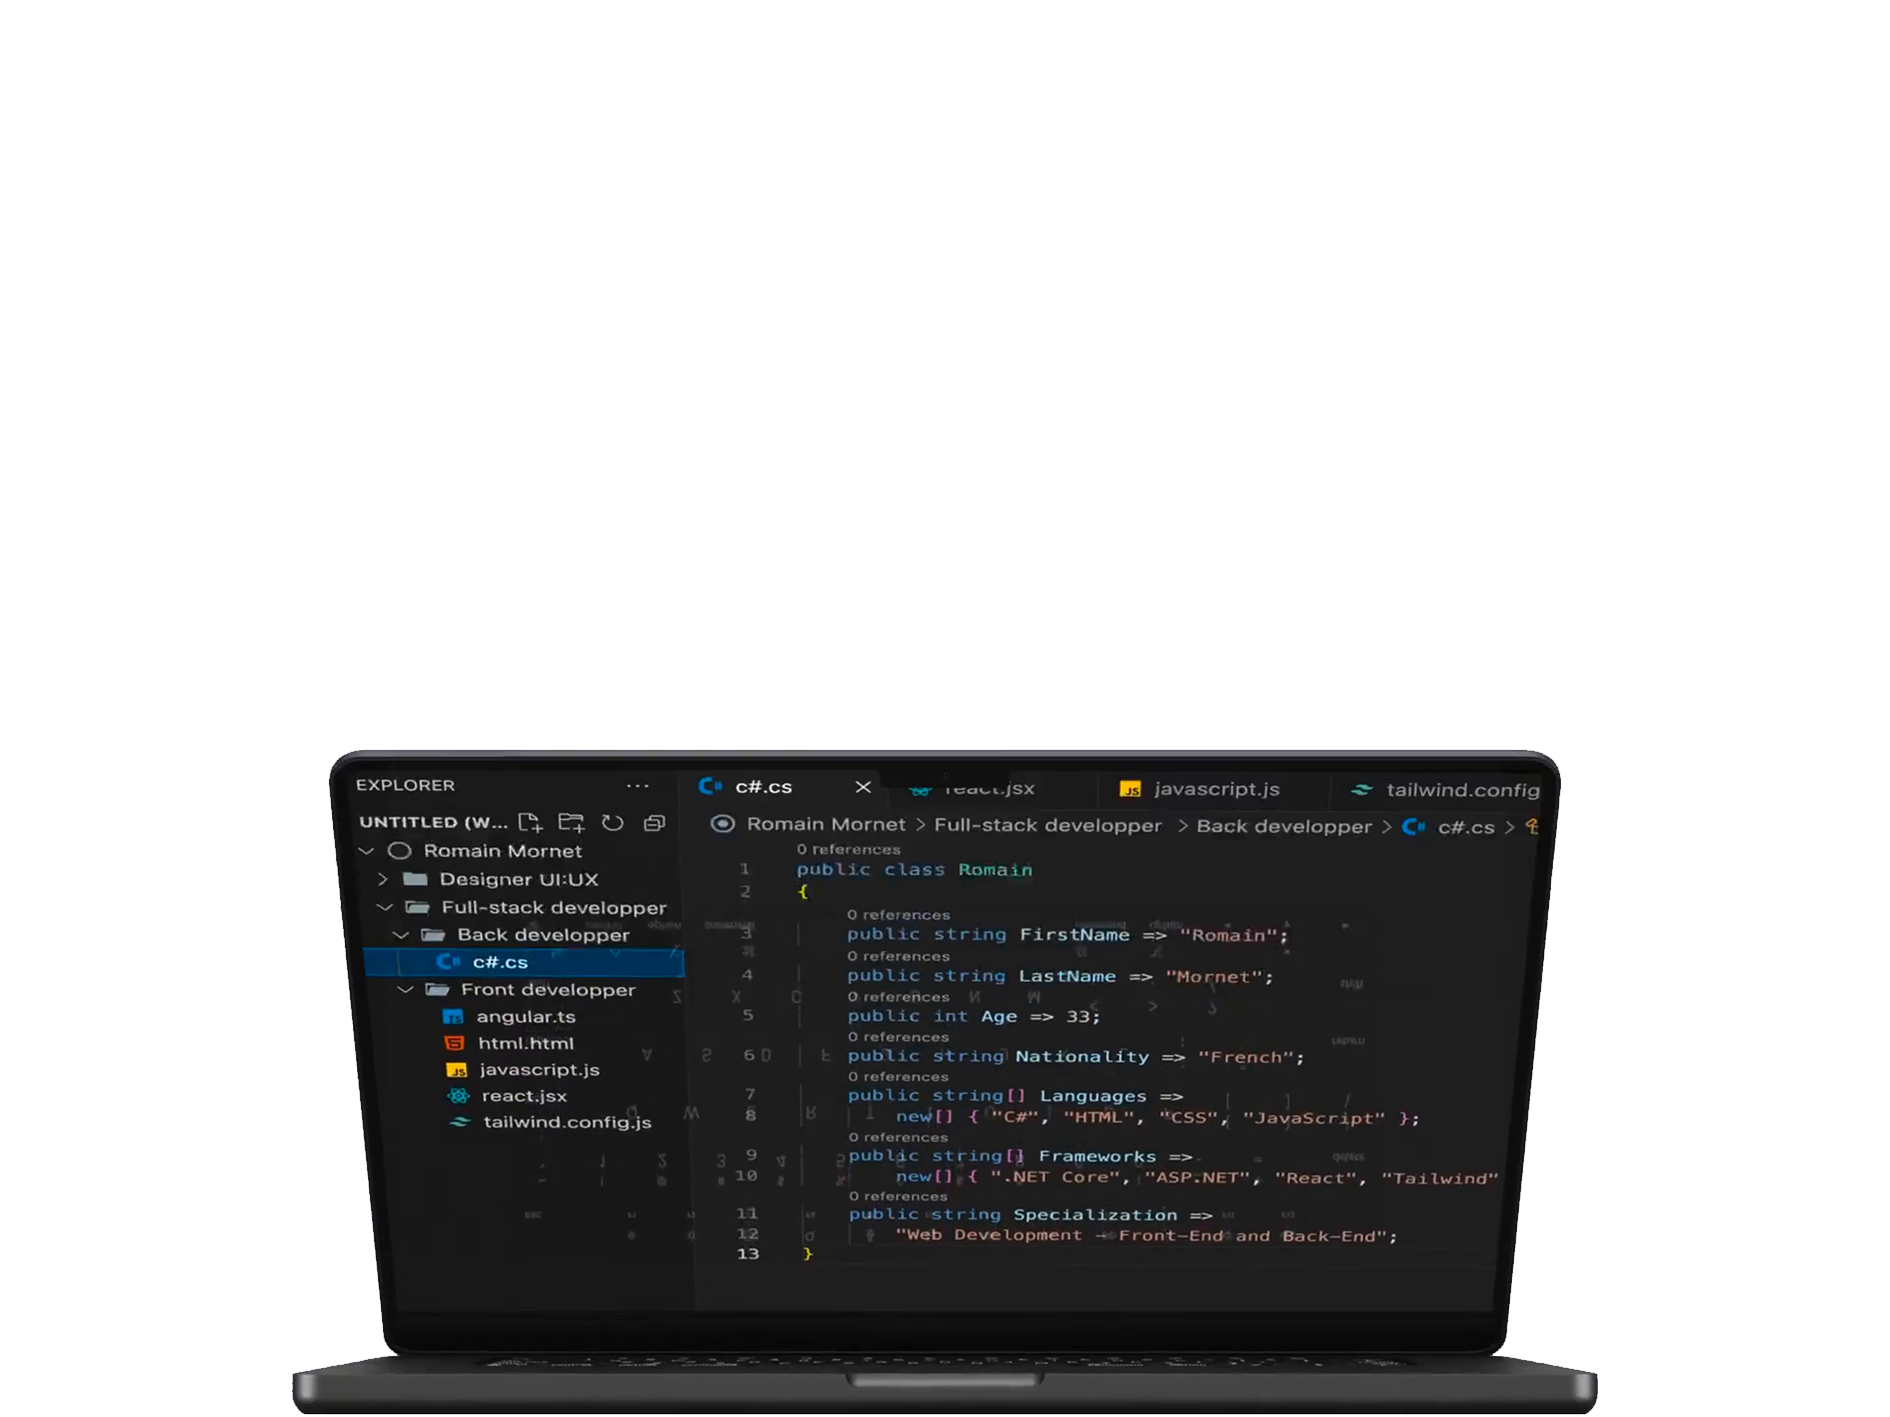 EXPLORER
UNTITLED (W...
Romain Mornet
Designer UI:UX
Full-stack developper
Back developper
c#.cs
Front developper
angular.ts
html.html
javascript.js
react.jsx
tailwind.config.js
c#.cs
react.jsx
javascript.js
tailwind.config
Romain Mornet > Full-stack developper > Back developper > c#.cs >
0 references
1 public class Romain
2 {
0 references
3 public string FirstName => "Romain";
0 references
4 public string LastName => "Mornet";
0 references
5 public int Age => 33;
0 references
6 public string Nationality => "French";
0 references
7 public string[] Languages =>
8 new[] { "C#", "HTML", "CSS", "JavaScript" };
0 references
9 public string[] Frameworks =>
10 new[] { ".NET Core", "ASP.NET", "React", "Tailwind"
0 references
11 public string Specialization =>
12 "Web Development - Front-End and Back-End";
13 }